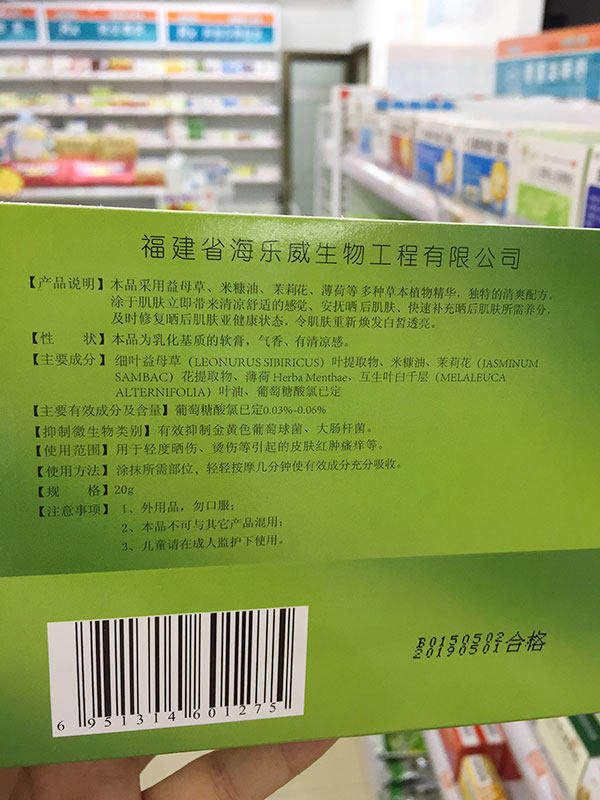 福建省海乐威生物工程有限公司
【产品说明】本品采用益母草、米糠油、茉莉花、薄荷等多种草本植物精华，独特的清爽配方。
涂于肌肤立即带来清凉舒适的感觉、安抚晒后肌肤、快速补充晒后肌肤所需养分，
及时修复晒后肌肤亚健康状态，令肌肤重新焕发白皙透亮。
【性　　状】本品为乳化基质的软膏，气香、有清凉感。
【主要成分】细叶益母草（LEONURUS SIBIRICUS）叶提取物、米糠油、茉莉花（JASMINUM
SAMBAC）花提取物、薄荷 Herba Menthae，互生叶白千层（MELALEUCA
ALTERNIFOLIA）叶油、葡萄糖酸氯已定
【主要有效成分及含量】葡萄糖酸氯已定0.03%-0.06%
【抑制微生物类别】有效抑制金黄色葡萄球菌、大肠杆菌。
【使用范围】用于轻度晒伤、烫伤等引起的皮肤红肿瘙痒等。
【使用方法】涂抹所需部位，轻轻按摩几分钟使有效成分充分吸收。
【规　　格】20g
【注意事项】1、外用品，勿口服；
2、本品不可与其它产品混用；
3、儿童请在成人监护下使用。
B0150502
20190501 合格
6 951314 601275